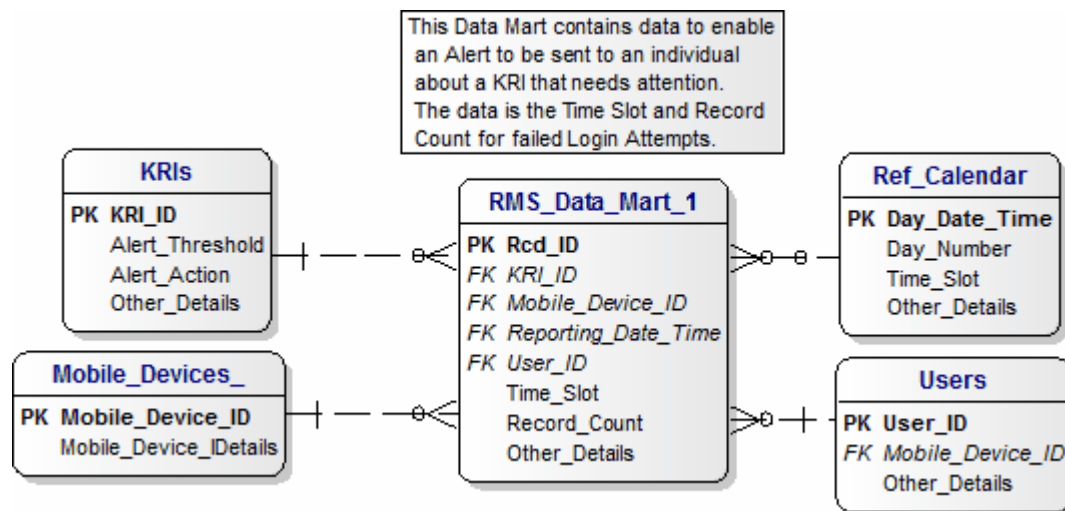 This Data Mart contains data to enable
an Alert to be sent to an individual
about a KRI that needs attention.
The data is the Time Slot and Record
Count for failed Login Attempts.
KRIs
PK KRI_ID
Alert_Threshold
Alert_Action
Other_Details
Mobile_Devices_
PK Mobile_Device_ID
Mobile_Device_IDetails
RMS_Data_Mart_1
PK Rcd_ID
FK KRI_ID
FK Mobile_Device_ID
FK Reporting_Date_Time
FK User_ID
Time_Slot
Record_Count
Other_Details
Ref_Calendar
PK Day_Date_Time
Day_Number
Time_Slot
Other_Details
Users
PK User_ID
FK Mobile_Device_ID
Other_Details